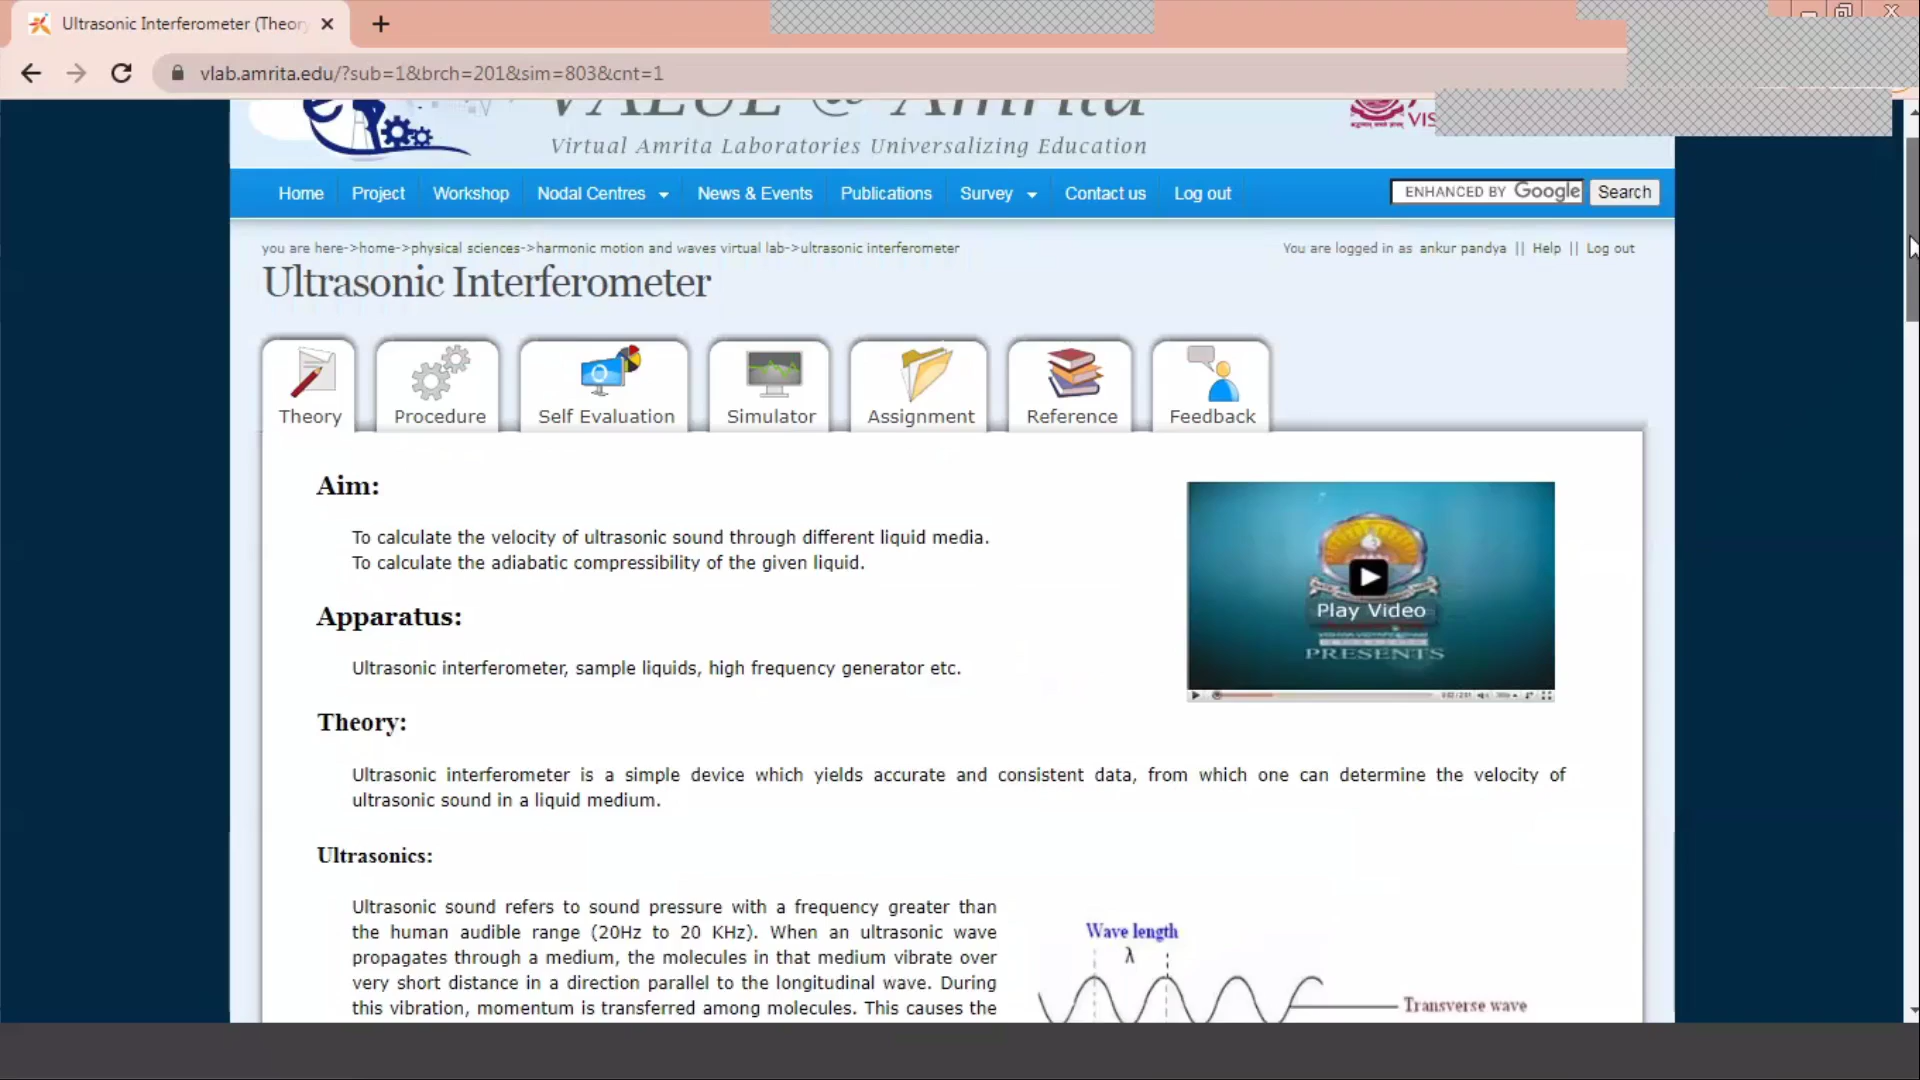 Ultrasonic Interferometer (Theor
vlab.amrita.edu/?sub=1&brch=201&sim=803&cnt=1
VALUE @ Amrita
VIS
Virtual Amrita Laboratories Universalizing Education
Home Project Workshop Nodal Centres News & Events Publications Survey Contact us Log out ENHANCED BY Google Search
you are here->home->physical sciences->harmonic motion and waves virtual lab->ultrasonic interferometer You are logged in as ankur pandya || Help || Log out
Ultrasonic Interferometer
Theory Procedure Self Evaluation Simulator Assignment Reference Feedback
Aim:
To calculate the velocity of ultrasonic sound through different liquid media.
To calculate the adiabatic compressibility of the given liquid.
Play Video
PRESENTS
Apparatus:
Ultrasonic interferometer, sample liquids, high frequency generator etc.
Theory:
Ultrasonic interferometer is a simple device which yields accurate and consistent data, from which one can determine the velocity of
ultrasonic sound in a liquid medium.
Ultrasonics:
Ultrasonic sound refers to sound pressure with a frequency greater than
the human audible range (20Hz to 20 KHz). When an ultrasonic wave
propagates through a medium, the molecules in that medium vibrate over
very short distance in a direction parallel to the longitudinal wave. During
this vibration, momentum is transferred among molecules. This causes the
Wave length
λ
Transverse wave